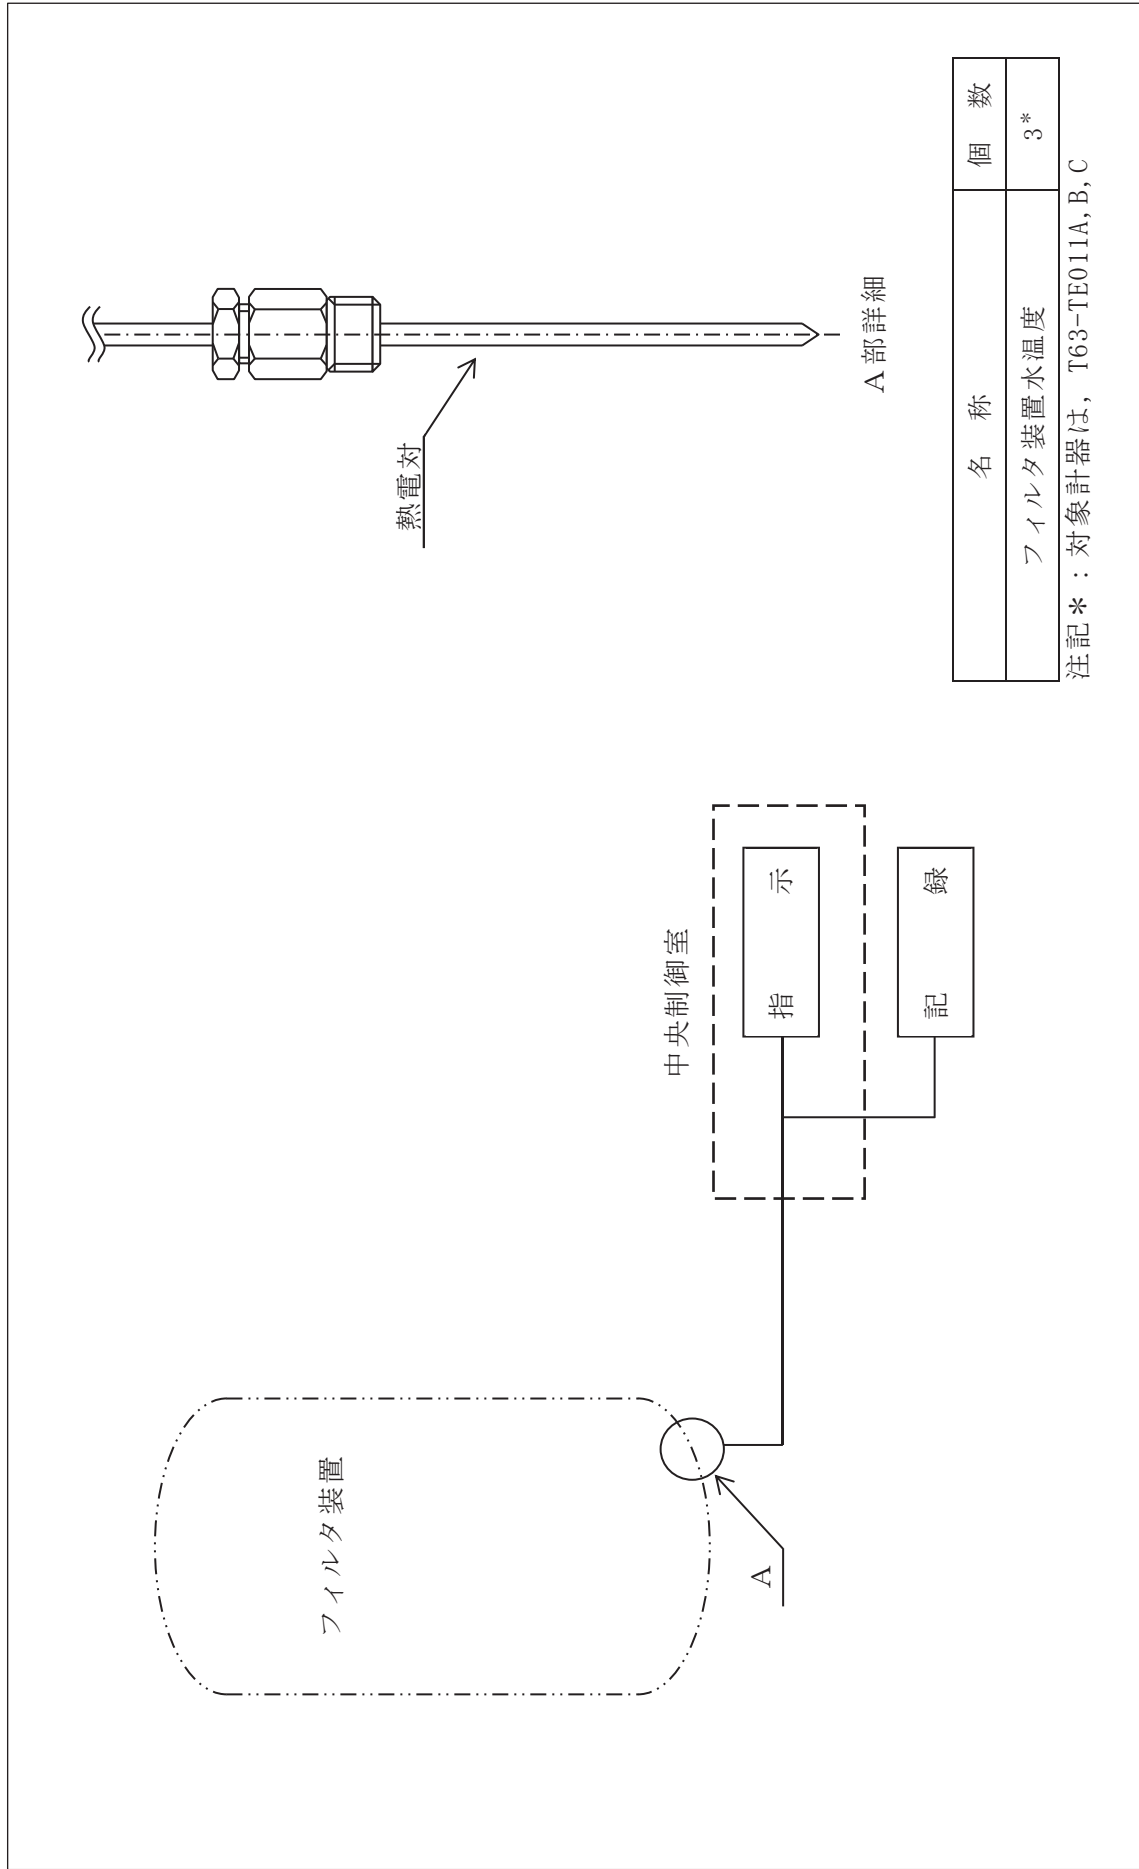 フィルタ装置
A
中央制御室
指示
記録
熱電対
A部詳細
名称 個数
フィルタ装置水温度 3*
注記*：対象計器は，T63-TE011A,B,C